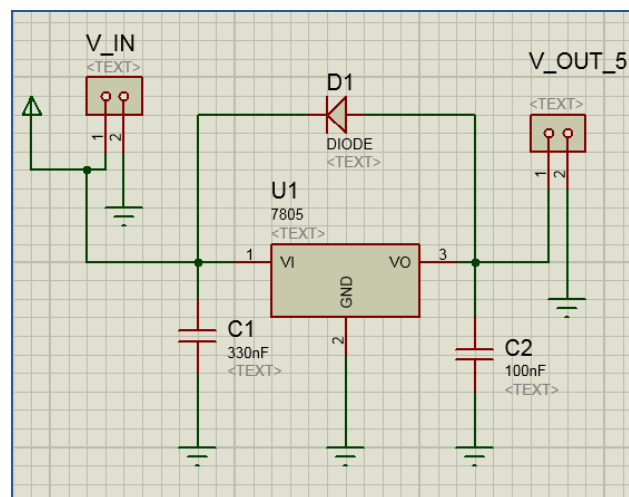 V_IN
<TEXT>
1
2
D1
DIODE
<TEXT>
V_OUT_5
<TEXT>
1
2
U1
7805
<TEXT>
1
VI
VO
3
GND
2
C1
330nF
<TEXT>
C2
100nF
<TEXT>